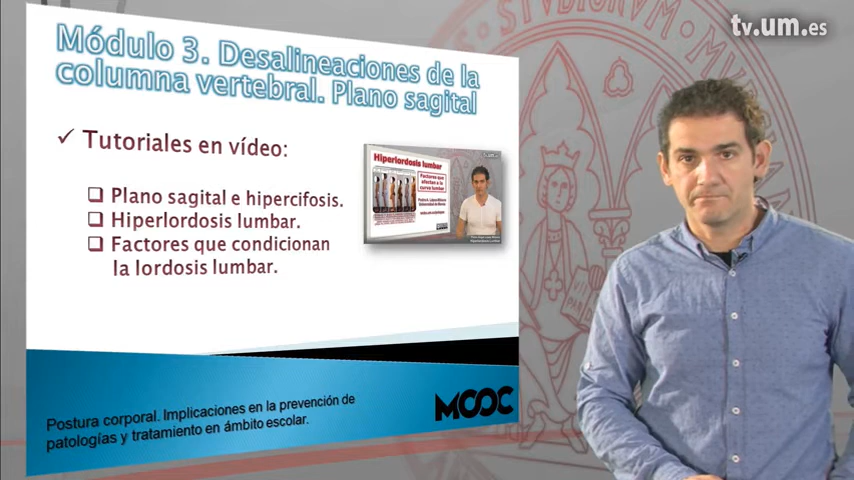 tv.um.es
Módulo 3. Desalineaciones de la
columna vertebral. Plano sagital
✓ Tutoriales en vídeo:
❑ Plano sagital e hipercifosis.
❑ Hiperlordosis lumbar.
❑ Factores que condicionan
la lordosis lumbar.
Hiperlordosis lumbar
Factores que
afectan a la
curva lumbar
Postura corporal. Implicaciones en la prevención de
patologías y tratamiento en ámbito escolar.
MOOC